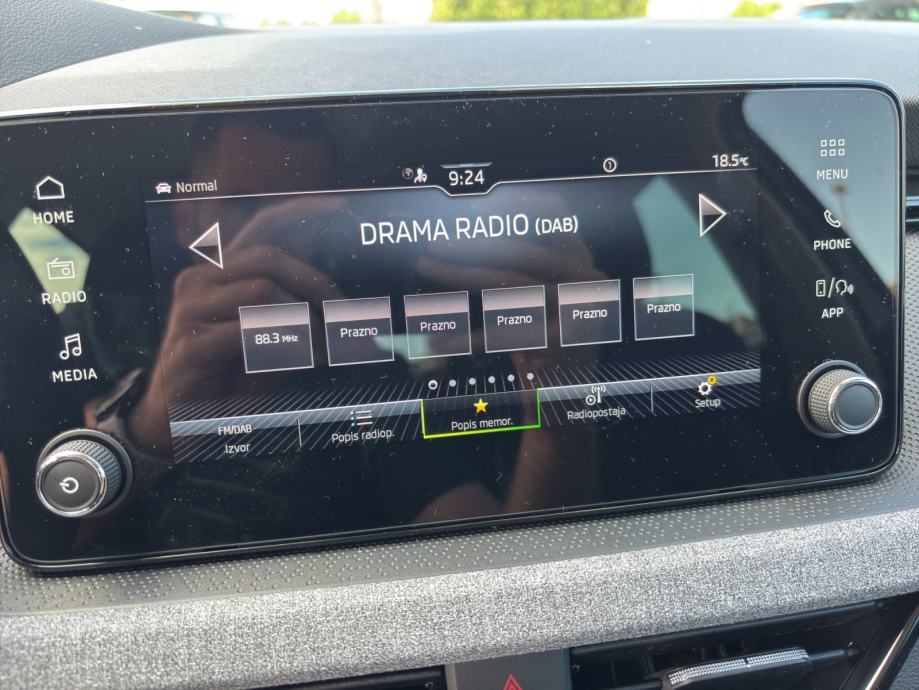 Normal
9:24
1
18.5°C
HOME
RADIO
MEDIA
MENU
PHONE
APP
DRAMA RADIO (DAB)
88.3 MHz
Prazno
Prazno
Prazno
Prazno
Prazno
FM/DAB
Izvor
Popis radiop.
Popis memor.
Radiopostaja
Setup